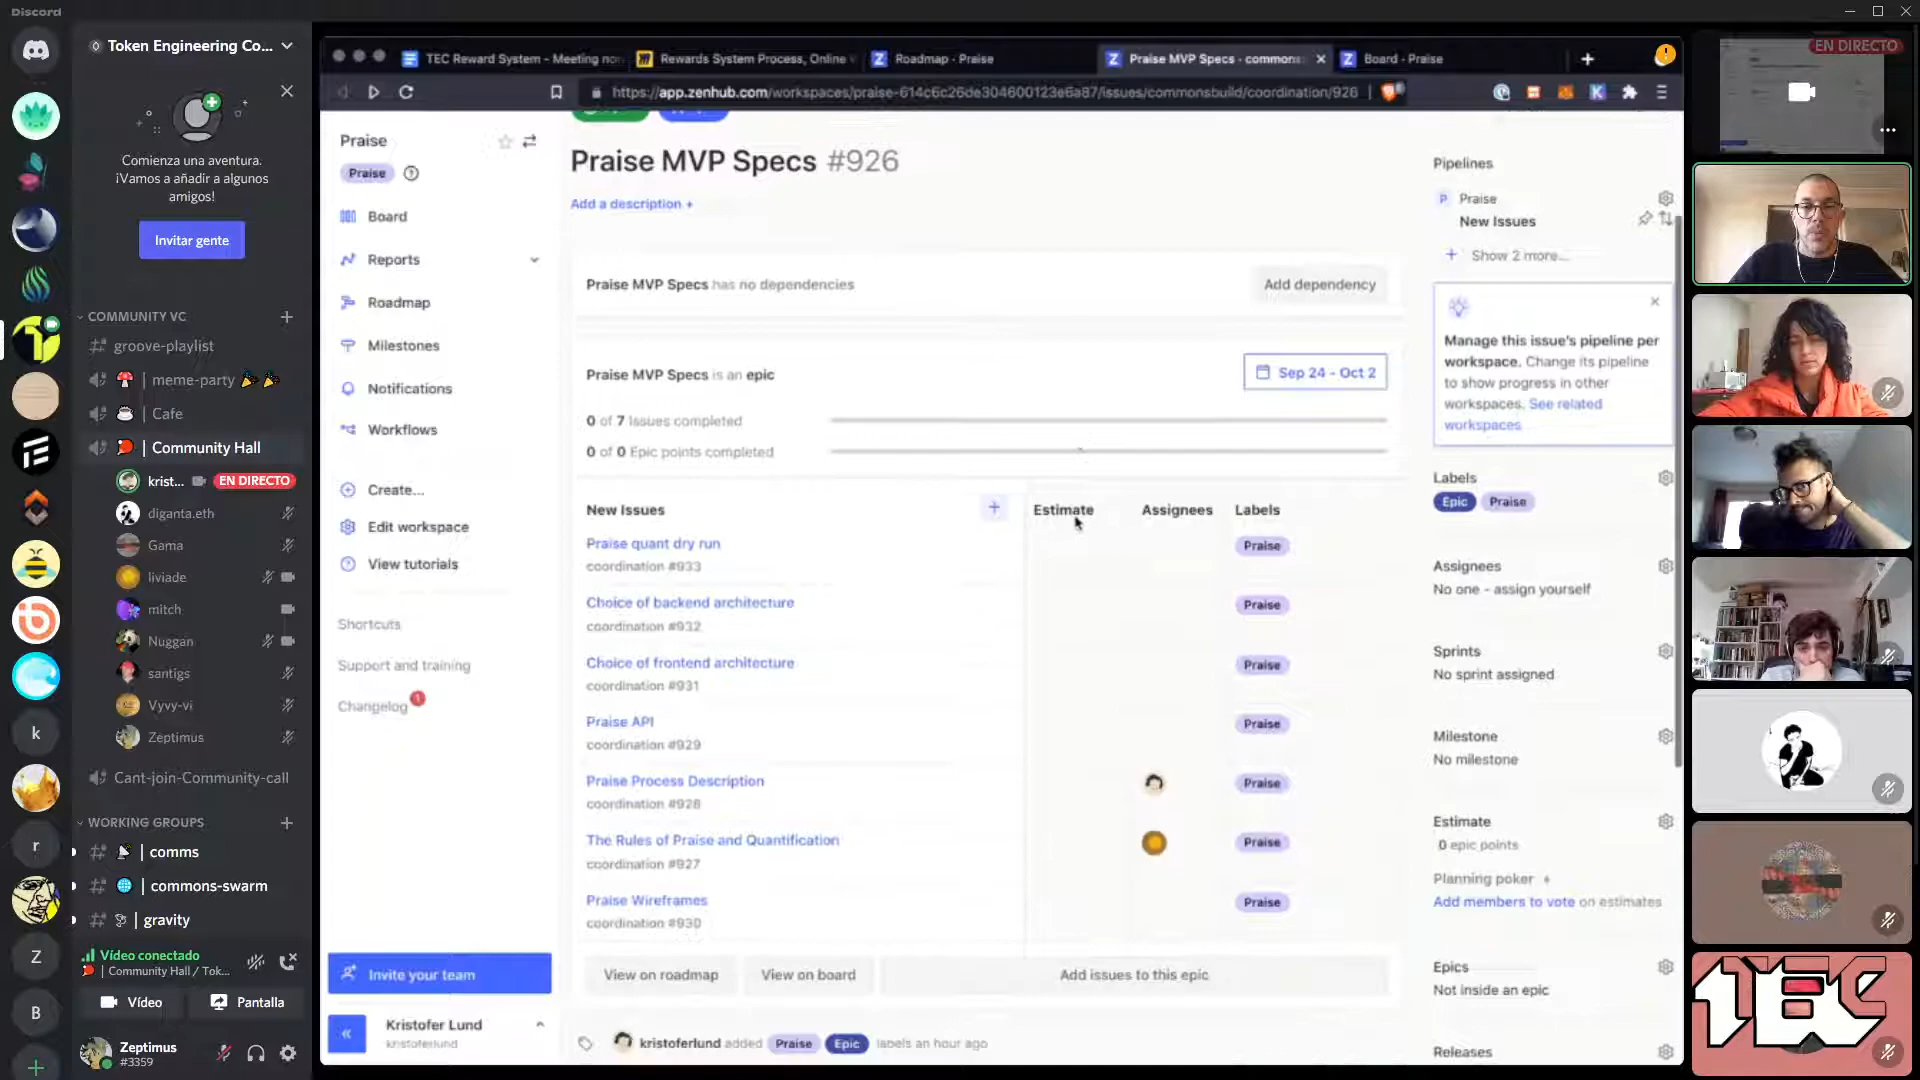 Discord
Token Engineering Co...
Comienza una aventura.
¡Vamos a añadir a algunos
amigos!
Invitar gente
COMMUNITY VC
groove-playlist
meme-party
Cafe
Community Hall
krist... EN DIRECTO
diganta.eth
Gama
liviade
mitch
Nuggan
santigs
Vyvy-vi
Zeptimus
Cant-join-Community-call
WORKING GROUPS
comms
commons-swarm
gravity
Vídeo conectado
Community Hall / Tok...
Vídeo
Pantalla
Zeptimus
#3359
k
r
Z
B
TEC Reward System - Meeting no
Rewards System Process, Online
Roadmap · Praise
Praise MVP Specs · commons
Board · Praise
https://app.zenhub.com/workspaces/praise-614c6c26de304600123e6a87/issues/commonsbuild/coordination/926
Praise
Praise
Board
Reports
Roadmap
Milestones
Notifications
Workflows
Create...
Edit workspace
View tutorials
Shortcuts
Support and training
Changelog 1
Invite your team
Kristofer Lund
kristoferlund
Praise MVP Specs #926
Add a description +
Praise MVP Specs has no dependencies
Add dependency
Praise MVP Specs is an epic
Sep 24 - Oct 2
0 of 7 Issues completed
0 of 0 Epic points completed
New Issues + Estimate Assignees Labels
Praise quant dry run Praise
coordination #933
Choice of backend architecture Praise
coordination #932
Choice of frontend architecture Praise
coordination #931
Praise API Praise
coordination #929
Praise Process Description Praise
coordination #928
The Rules of Praise and Quantification Praise
coordination #927
Praise Wireframes Praise
coordination #930
View on roadmap
View on board
Add issues to this epic
kristoferlund added Praise Epic labels an hour ago
Pipelines
P Praise
New Issues
+ Show 2 more...
Manage this issue's pipeline per
workspace. Change its pipeline
to show progress in other
workspaces. See related
workspaces.
Labels
Epic Praise
Assignees
No one - assign yourself
Sprints
No sprint assigned
Milestone
No milestone
Estimate
0 epic points
Planning poker +
Add members to vote on estimates
Epics
Not inside an epic
Releases
EN DIRECTO
TEC